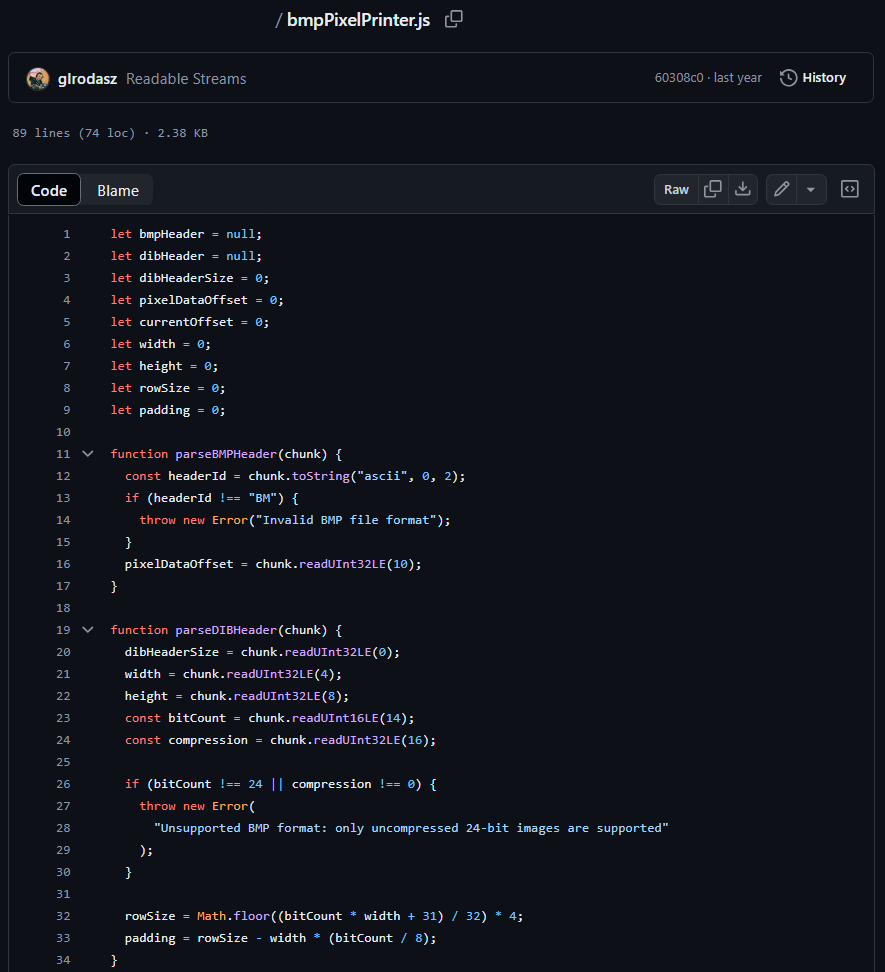 / bmpPixelPrinter.js
glrodasz Readable Streams 60308c0 · last year History
89 lines (74 loc) · 2.38 KB
Code Blame Raw
1 let bmpHeader = null;
2 let dibHeader = null;
3 let dibHeaderSize = 0;
4 let pixelDataOffset = 0;
5 let currentOffset = 0;
6 let width = 0;
7 let height = 0;
8 let rowSize = 0;
9 let padding = 0;
10
11 function parseBMPHeader(chunk) {
12 const headerId = chunk.toString("ascii", 0, 2);
13 if (headerId !== "BM") {
14 throw new Error("Invalid BMP file format");
15 }
16 pixelDataOffset = chunk.readUInt32LE(10);
17 }
18
19 function parseDIBHeader(chunk) {
20 dibHeaderSize = chunk.readUInt32LE(0);
21 width = chunk.readUInt32LE(4);
22 height = chunk.readUInt32LE(8);
23 const bitCount = chunk.readUInt16LE(14);
24 const compression = chunk.readUInt32LE(16);
25
26 if (bitCount !== 24 || compression !== 0) {
27 throw new Error(
28 "Unsupported BMP format: only uncompressed 24-bit images are supported"
29 );
30 }
31
32 rowSize = Math.floor((bitCount * width + 31) / 32) * 4;
33 padding = rowSize - width * (bitCount / 8);
34 }